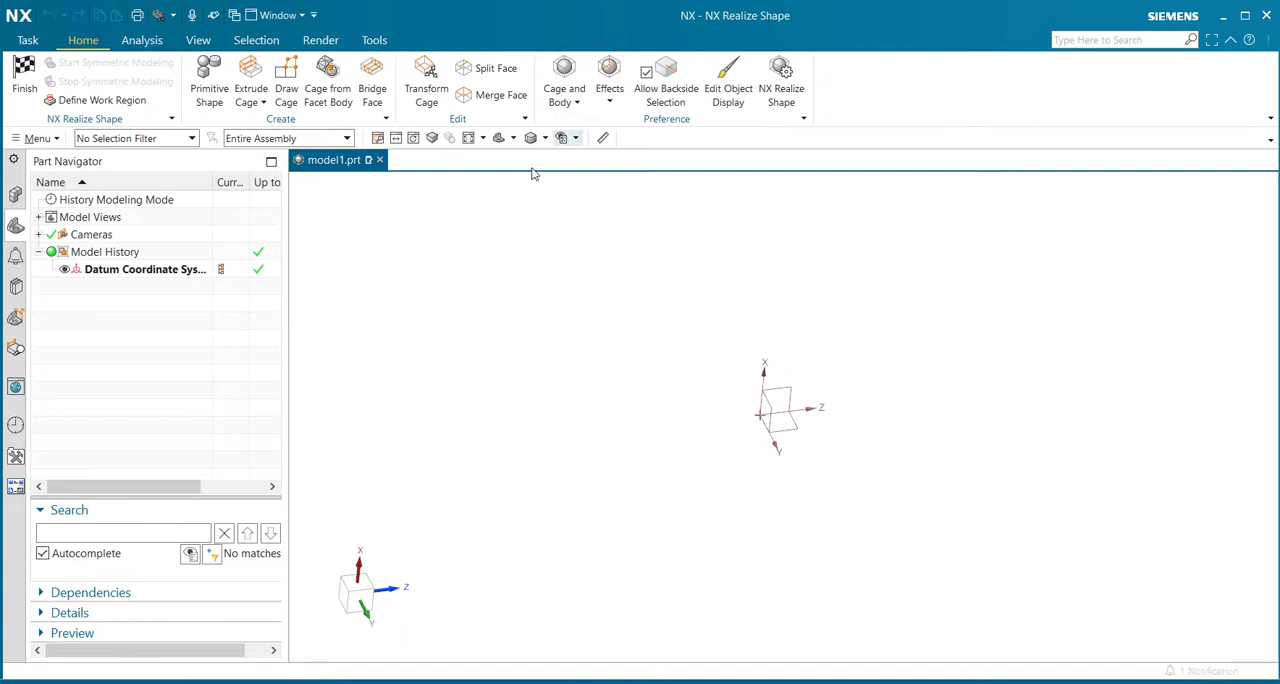 NX
Window
NX - NX Realize Shape
SIEMENS
Task
Home
Analysis
View
Selection
Render
Tools
Type Here to Search
Finish
Start Symmetric Modeling
Stop Symmetric Modeling
Define Work Region
NX Realize Shape
Primitive Shape
Extrude Cage
Draw Cage
Cage from Facet Body
Bridge Face
Create
Transform Cage
Split Face
Merge Face
Edit
Cage and Body
Effects
Allow Backside Selection
Edit Object Display
NX Realize Shape
Preference
Menu
No Selection Filter
Entire Assembly
Part Navigator
model1.prt
Name
Curr...
Up to
History Modeling Mode
Model Views
Cameras
Model History
Datum Coordinate Sys...
X
Z
Y
Search
Autocomplete
No matches
X
Z
Y
Dependencies
Details
Preview
1 Notification